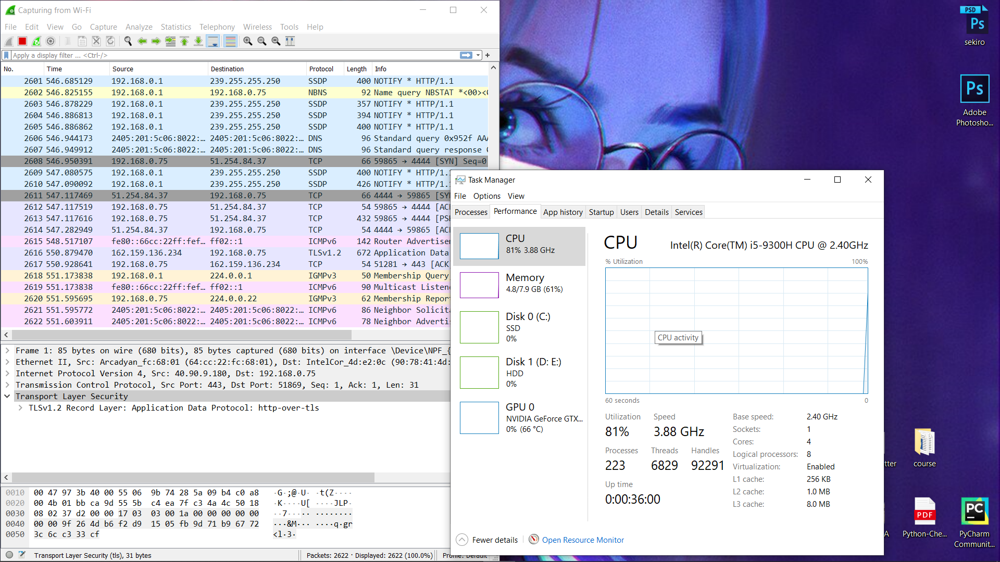 Capturing from Wi-Fi
File Edit View Go Capture Analyze Statistics Telephony Wireless Tools Help
Apply a display filter ... <Ctrl-/>
No. Time Source Destination Protocol Length Info
2601 546.685129 192.168.0.1 239.255.255.250 SSDP 400 NOTIFY * HTTP/1.1
2602 546.825155 192.168.0.1 192.168.0.75 NBNS 92 Name query NBSTAT *<00><
2603 546.878229 192.168.0.1 239.255.255.250 SSDP 357 NOTIFY * HTTP/1.1
2604 546.886813 192.168.0.1 239.255.255.250 SSDP 394 NOTIFY * HTTP/1.1
2605 546.886862 192.168.0.1 239.255.255.250 SSDP 400 NOTIFY * HTTP/1.1
2606 546.944173 2405:201:5c06:8022:… 2405:201:5c06:8022:… DNS 96 Standard query 0x952f AAA
2607 546.949912 2405:201:5c06:8022:… 2405:201:5c06:8022:… DNS 96 Standard query response
2608 546.950391 192.168.0.75 51.254.84.37 TCP 66 59865 → 4444 [SYN] Seq=0
2609 547.080575 192.168.0.1 239.255.255.250 SSDP 400 NOTIFY * HTTP/1.1
2610 547.090092 192.168.0.1 239.255.255.250 SSDP 426 NOTIFY * HTTP/1.1
2611 547.117469 51.254.84.37 192.168.0.75 TCP 66 4444 → 59865 [SY
2612 547.117519 192.168.0.75 51.254.84.37 TCP 54 59865 → 4444 [AC
2613 547.117616 192.168.0.75 51.254.84.37 TCP 432 59865 → 4444 [PS
2614 547.282949 51.254.84.37 192.168.0.75 TCP 54 4444 → 59865 [AC
2615 548.517107 fe80::66cc:22ff:fef… ff02::1 ICMPv6 142 Router Advertise
2616 550.879470 162.159.136.234 192.168.0.75 TLSv1.2 672 Application Data
2617 550.928641 192.168.0.75 162.159.136.234 TCP 54 51281 → 443 [ACK
2618 551.173838 192.168.0.1 224.0.0.1 IGMPv3 50 Membership Query,
2619 551.173838 fe80::66cc:22ff:fef… ff02::1 ICMPv6 90 Multicast Listen
2620 551.595695 192.168.0.75 224.0.0.22 IGMPv3 62 Membership Repor
2621 551.595772 2405:201:5c06:8022:… 2405:201:5c06:8022:… ICMPv6 86 Neighbor Solicit
2622 551.603911 2405:201:5c06:8022:… 2405:201:5c06:8022:… ICMPv6 78 Neighbor Adverti
Frame 1: 85 bytes on wire (680 bits), 85 bytes captured (680 bits) on interface \Device\NPF_{
Ethernet II, Src: Arcadyan_fc:68:01 (64:cc:22:fc:68:01), Dst: IntelCor_4d:e2:0c (90:78:41:4d:
Internet Protocol Version 4, Src: 40.90.9.180, Dst: 192.168.0.75
Transmission Control Protocol, Src Port: 443, Dst Port: 51869, Seq: 1, Ack: 1, Len: 31
Transport Layer Security
TLSv1.2 Record Layer: Application Data Protocol: http-over-tls
0010 00 47 97 3b 40 00 55 06 9b 74 28 5a 09 b4 c0 a8 ·G·;@·U· ·t(Z····
0020 00 4b 01 bb ca 9d 55 5b c4 ea 7f c3 4a 4c 50 18 ·K····U[ ····JLP·
0030 08 02 37 d2 00 00 17 03 03 00 1a 00 00 00 00 00 ··7····· ········
0040 00 00 9f 26 4d b6 f2 d9 15 05 fb 9d 71 b9 67 72 ···&M··· ····q·gr
0050 3c 6c c3 33 cf <l·3·
Transport Layer Security (tls), 31 bytes
Packets: 2622 · Displayed: 2622 (100.0%)
Profile: Default
Task Manager
File Options View
Processes Performance App history Startup Users Details Services
CPU
81% 3.88 GHz
Memory
4.8/7.9 GB (61%)
Disk 0 (C:)
SSD
0%
Disk 1 (D: E:)
HDD
0%
GPU 0
NVIDIA GeForce GTX...
0% (66 °C)
CPU
Intel(R) Core(TM) i5-9300H CPU @ 2.40GHz
% Utilization 100%
CPU activity
60 seconds 0
Utilization Speed
81% 3.88 GHz
Processes Threads Handles
223 6829 92291
Up time
0:00:36:00
Base speed: 2.40 GHz
Sockets: 1
Cores: 4
Logical processors: 8
Virtualization: Enabled
L1 cache: 256 KB
L2 cache: 1.0 MB
L3 cache: 8.0 MB
Fewer details
Open Resource Monitor
PSD
Ps
sekiro
Ps
Adobe
Photosho...
tter
course
A
PDF
Python-Che...
PC
PyCharm
Communit...